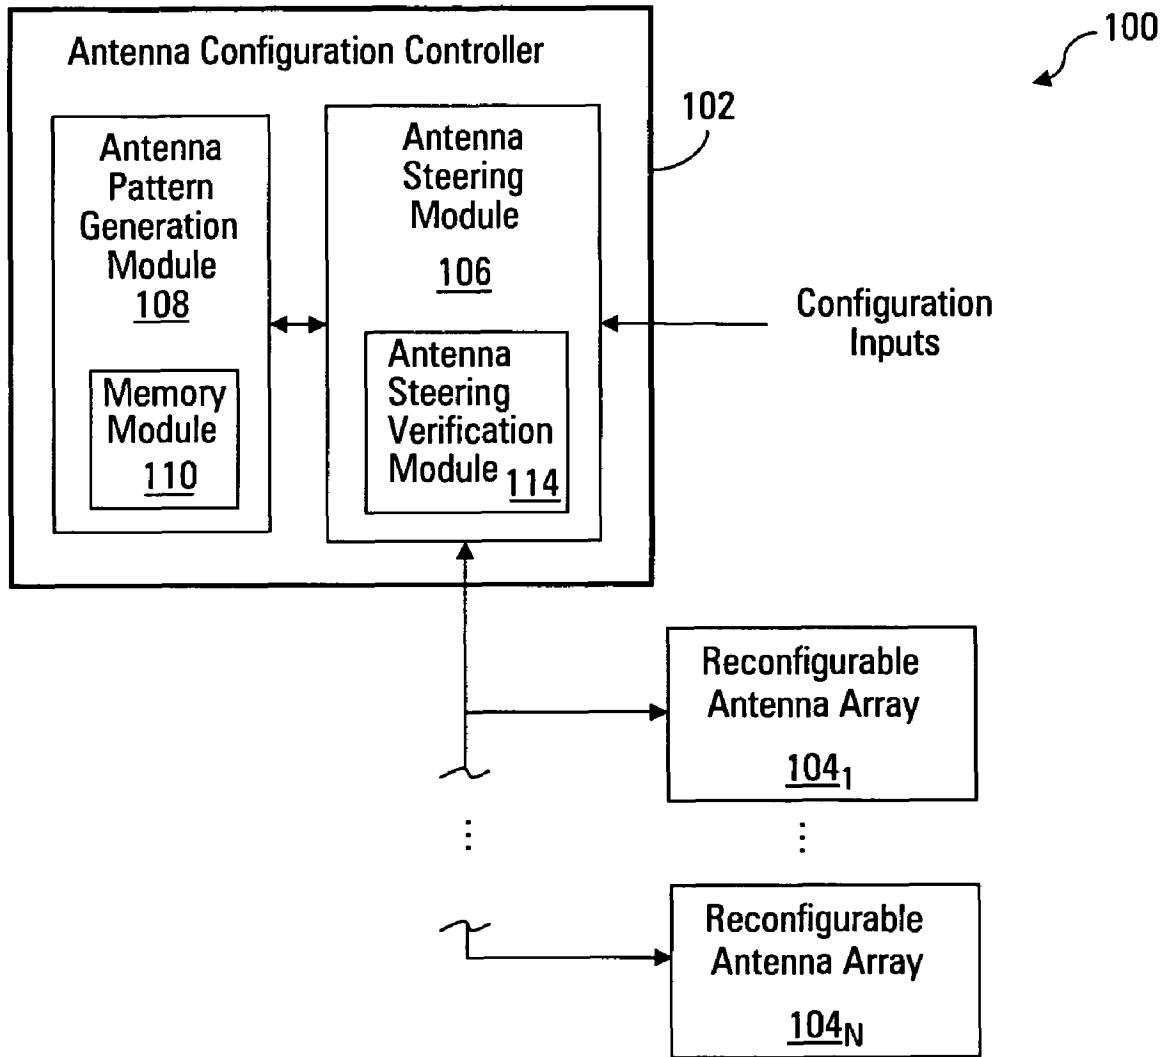 100
Antenna Configuration Controller
102
Antenna
Pattern
Generation
Module
108
Memory
Module
110
Antenna
Steering
Module
106
Antenna
Steering
Verification
Module 114
Configuration
Inputs
Reconfigurable
Antenna Array
104₁
Reconfigurable
Antenna Array
104N